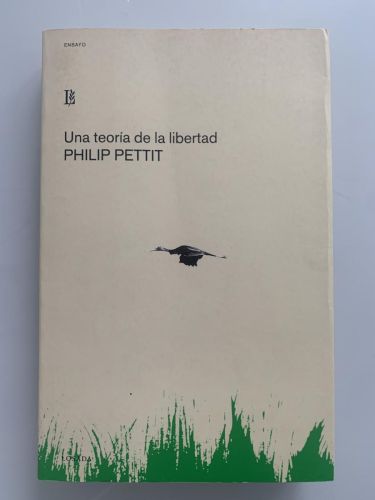 ENSAYO
Una teoría de la libertad
PHILIP PETTIT
LOSADA